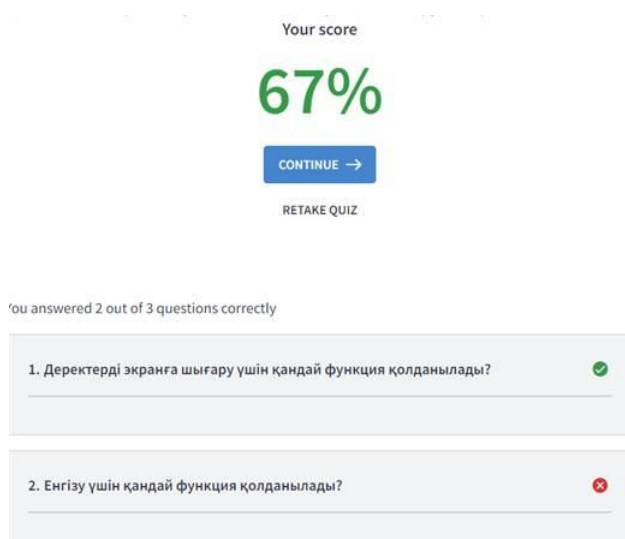 Your score
67%
CONTINUE →
RETAKE QUIZ
ou answered 2 out of 3 questions correctly
1. Деректерді экранға шығару үшін қандай функция қолданылады?
2. Енгізу үшін қандай функция қолданылады?